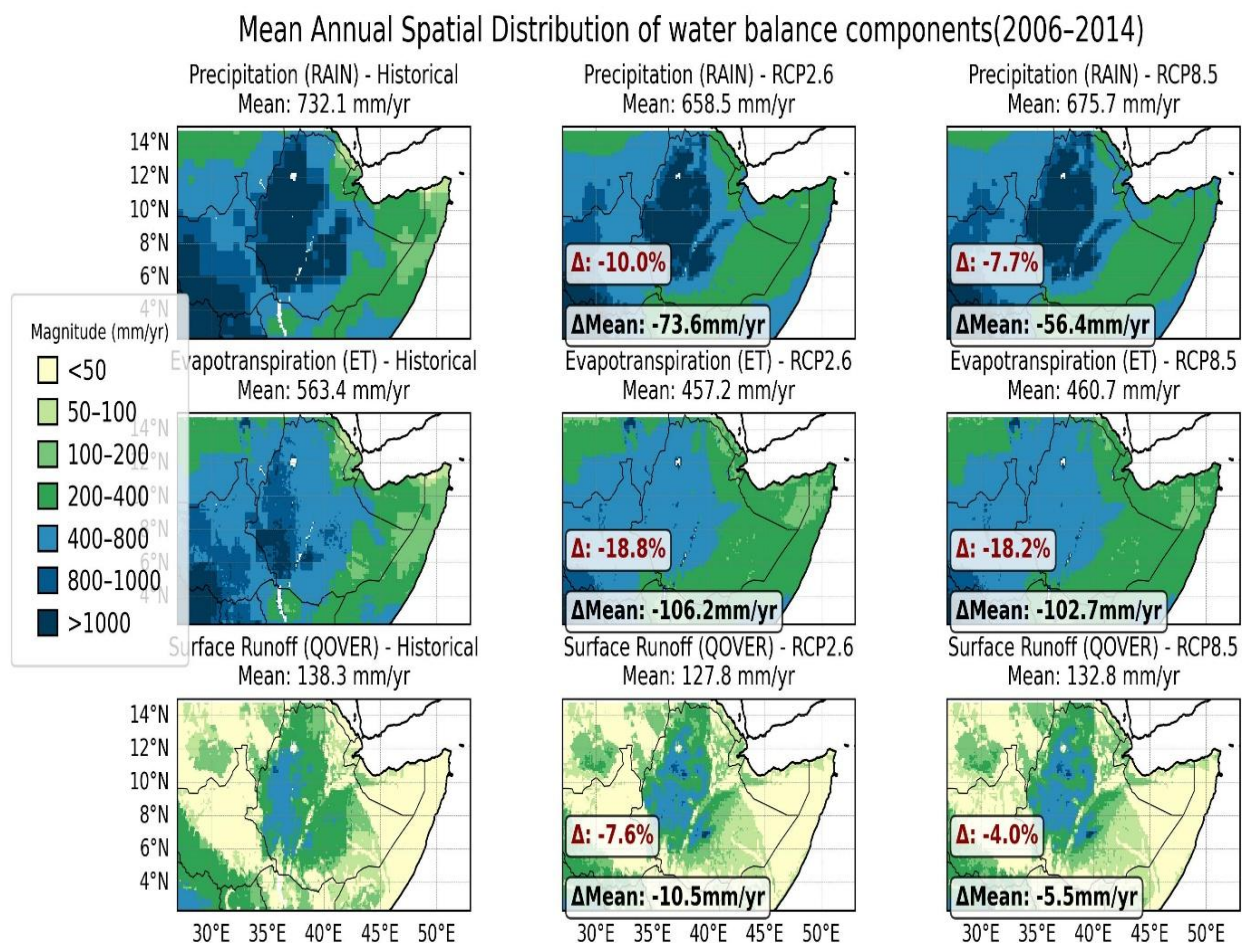 Mean Annual Spatial Distribution of water balance components(2006–2014)
Precipitation (RAIN) - Historical
Mean: 732.1 mm/yr
Precipitation (RAIN) - RCP2.6
Mean: 658.5 mm/yr
Precipitation (RAIN) - RCP8.5
Mean: 675.7 mm/yr
14°N
12°N
10°N
8°N
6°N
4°N
Δ: -10.0%
ΔMean: -73.6mm/yr
Δ: -7.7%
ΔMean: -56.4mm/yr
Magnitude (mm/yr)
<50
50–100
100–200
200–400
400–800
800–1000
>1000
Evapotranspiration (ET) - Historical
Mean: 563.4 mm/yr
Evapotranspiration (ET) - RCP2.6
Mean: 457.2 mm/yr
Evapotranspiration (ET) - RCP8.5
Mean: 460.7 mm/yr
14°N
12°N
10°N
8°N
6°N
4°N
Δ: -18.8%
ΔMean: -106.2mm/yr
Δ: -18.2%
ΔMean: -102.7mm/yr
Surface Runoff (QOVER) - Historical
Mean: 138.3 mm/yr
Surface Runoff (QOVER) - RCP2.6
Mean: 127.8 mm/yr
Surface Runoff (QOVER) - RCP8.5
Mean: 132.8 mm/yr
14°N
12°N
10°N
8°N
6°N
4°N
Δ: -7.6%
ΔMean: -10.5mm/yr
Δ: -4.0%
ΔMean: -5.5mm/yr
30°E 35°E 40°E 45°E 50°E
30°E 35°E 40°E 45°E 50°E
30°E 35°E 40°E 45°E 50°E